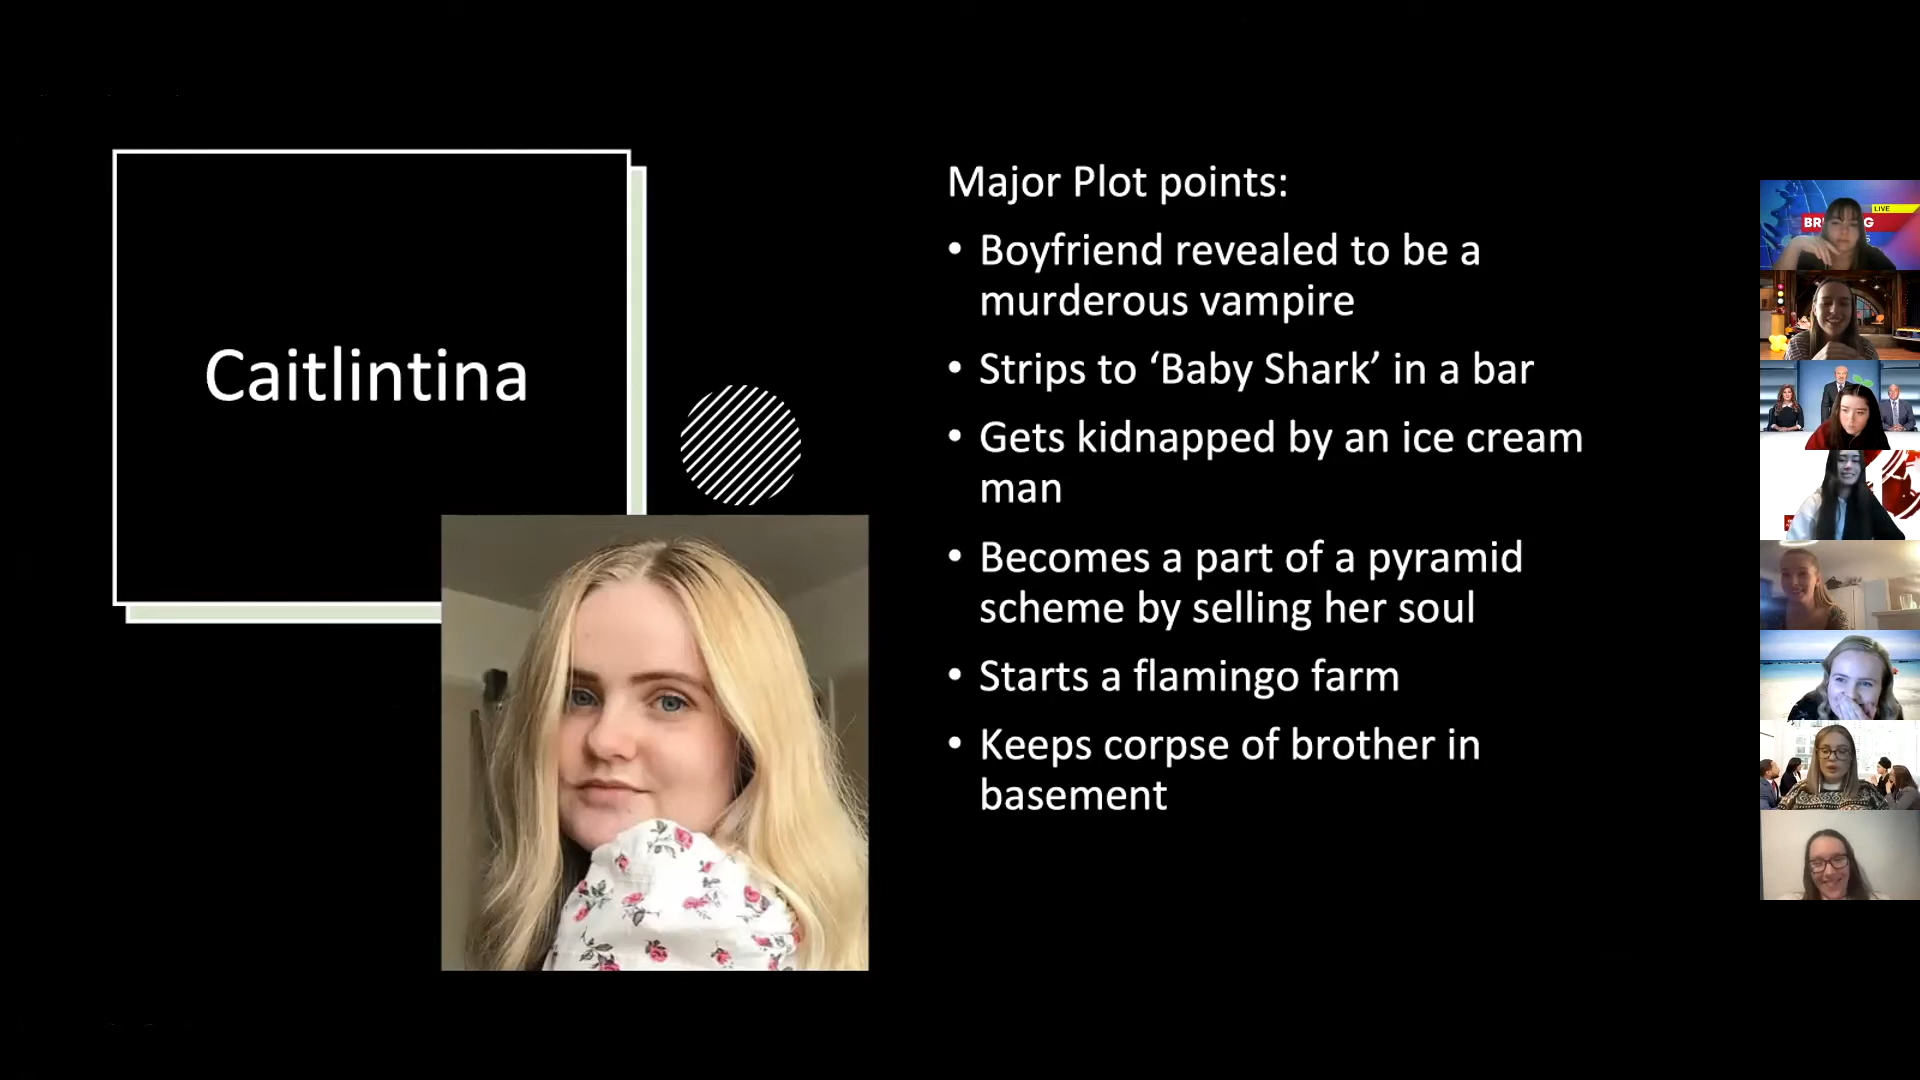 Caitlintina
Major Plot points:
• Boyfriend revealed to be a
murderous vampire
• Strips to ‘Baby Shark’ in a bar
• Gets kidnapped by an ice cream
man
• Becomes a part of a pyramid
scheme by selling her soul
• Starts a flamingo farm
• Keeps corpse of brother in
basement
LIVE